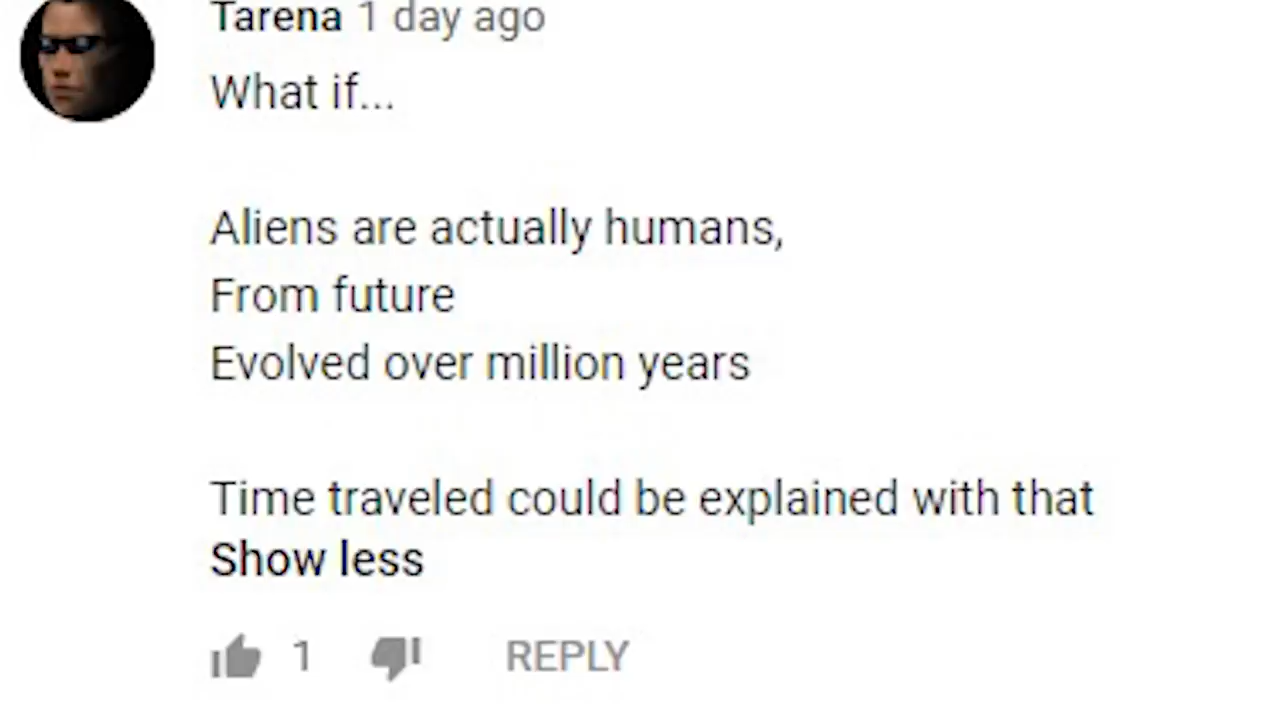 Tarena 1 day ago
What if...
Aliens are actually humans,
From future
Evolved over million years
Time traveled could be explained with that
Show less
1 REPLY